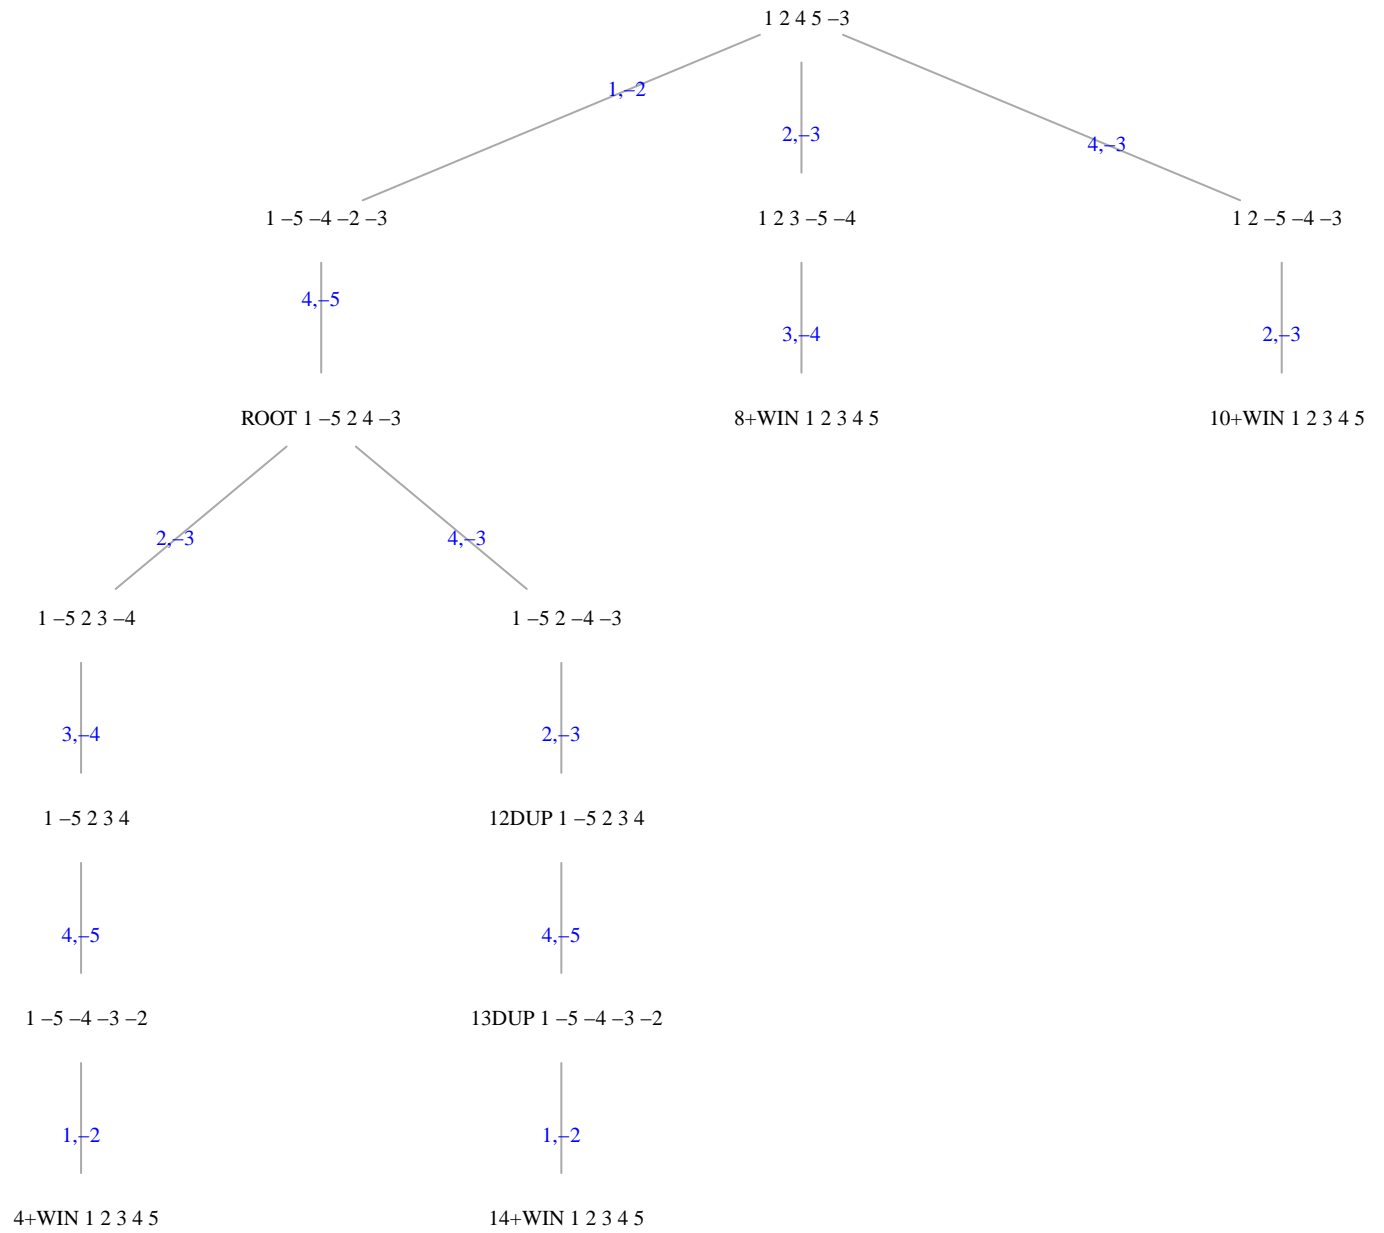 1 2 4 5 –3
1,–2
2,–3
4,–3
1 –5 –4 –2 –3
1 2 3 –5 –4
1 2 –5 –4 –3
4,–5
3,–4
2,–3
ROOT 1 –5 2 4 –3
8+WIN 1 2 3 4 5
10+WIN 1 2 3 4 5
2,–3
4,–3
1 –5 2 3 –4
1 –5 2 –4 –3
3,–4
2,–3
1 –5 2 3 4
12DUP 1 –5 2 3 4
4,–5
4,–5
1 –5 –4 –3 –2
13DUP 1 –5 –4 –3 –2
1,–2
1,–2
4+WIN 1 2 3 4 5
14+WIN 1 2 3 4 5